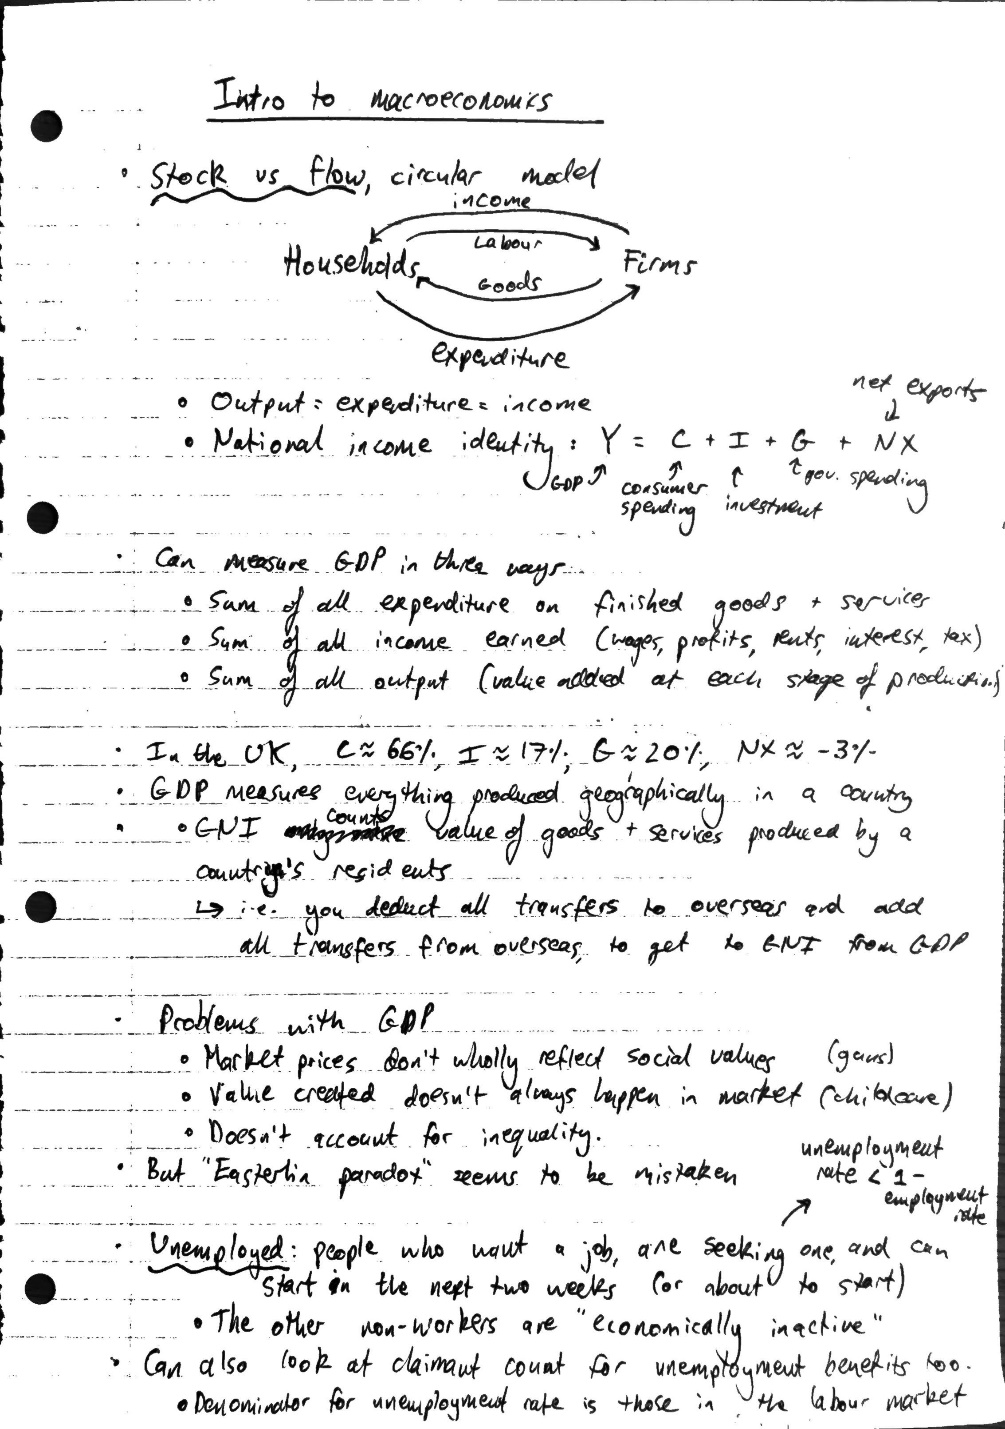 Intro to macroeconomics
• Stock vs flow, circular model
income
Labour
Households
Firms
Goods
expenditure
• Output = expenditure = income
net exports
• National income identity : Y = C + I + G + NX
GDP
consumer spending
investment
gov. spending
• Can measure GDP in three ways
• Sum of all expenditure on finished goods + services
• Sum of all income earned (wages, profits, rents, interest, tax)
• Sum of all output (value added at each stage of production)
• In the UK, C ≈ 66%, I ≈ 17%, G ≈ 20%, NX ≈ -3%
• GDP measures everything produced geographically in a country
• GNI counts value of goods + services produced by a
country's residents
↳ i.e. you deduct all transfers to overseas and add
all transfers from overseas, to get to GNI from GDP
• Problems with GDP
• Market prices don't wholly reflect social values (guns)
• Value created doesn't always happen in market (childcare)
• Doesn't account for inequality.
• But "Easterlin paradox" seems to be mistaken
unemployment
rate < 1 -
employment
rate
• Unemployed: people who want a job, are seeking one, and can
start in the next two weeks (or about to start)
• The other non-workers are "economically inactive"
• Can also look at claimant count for unemployment benefits too.
• Denominator for unemployment rate is those in the labour market